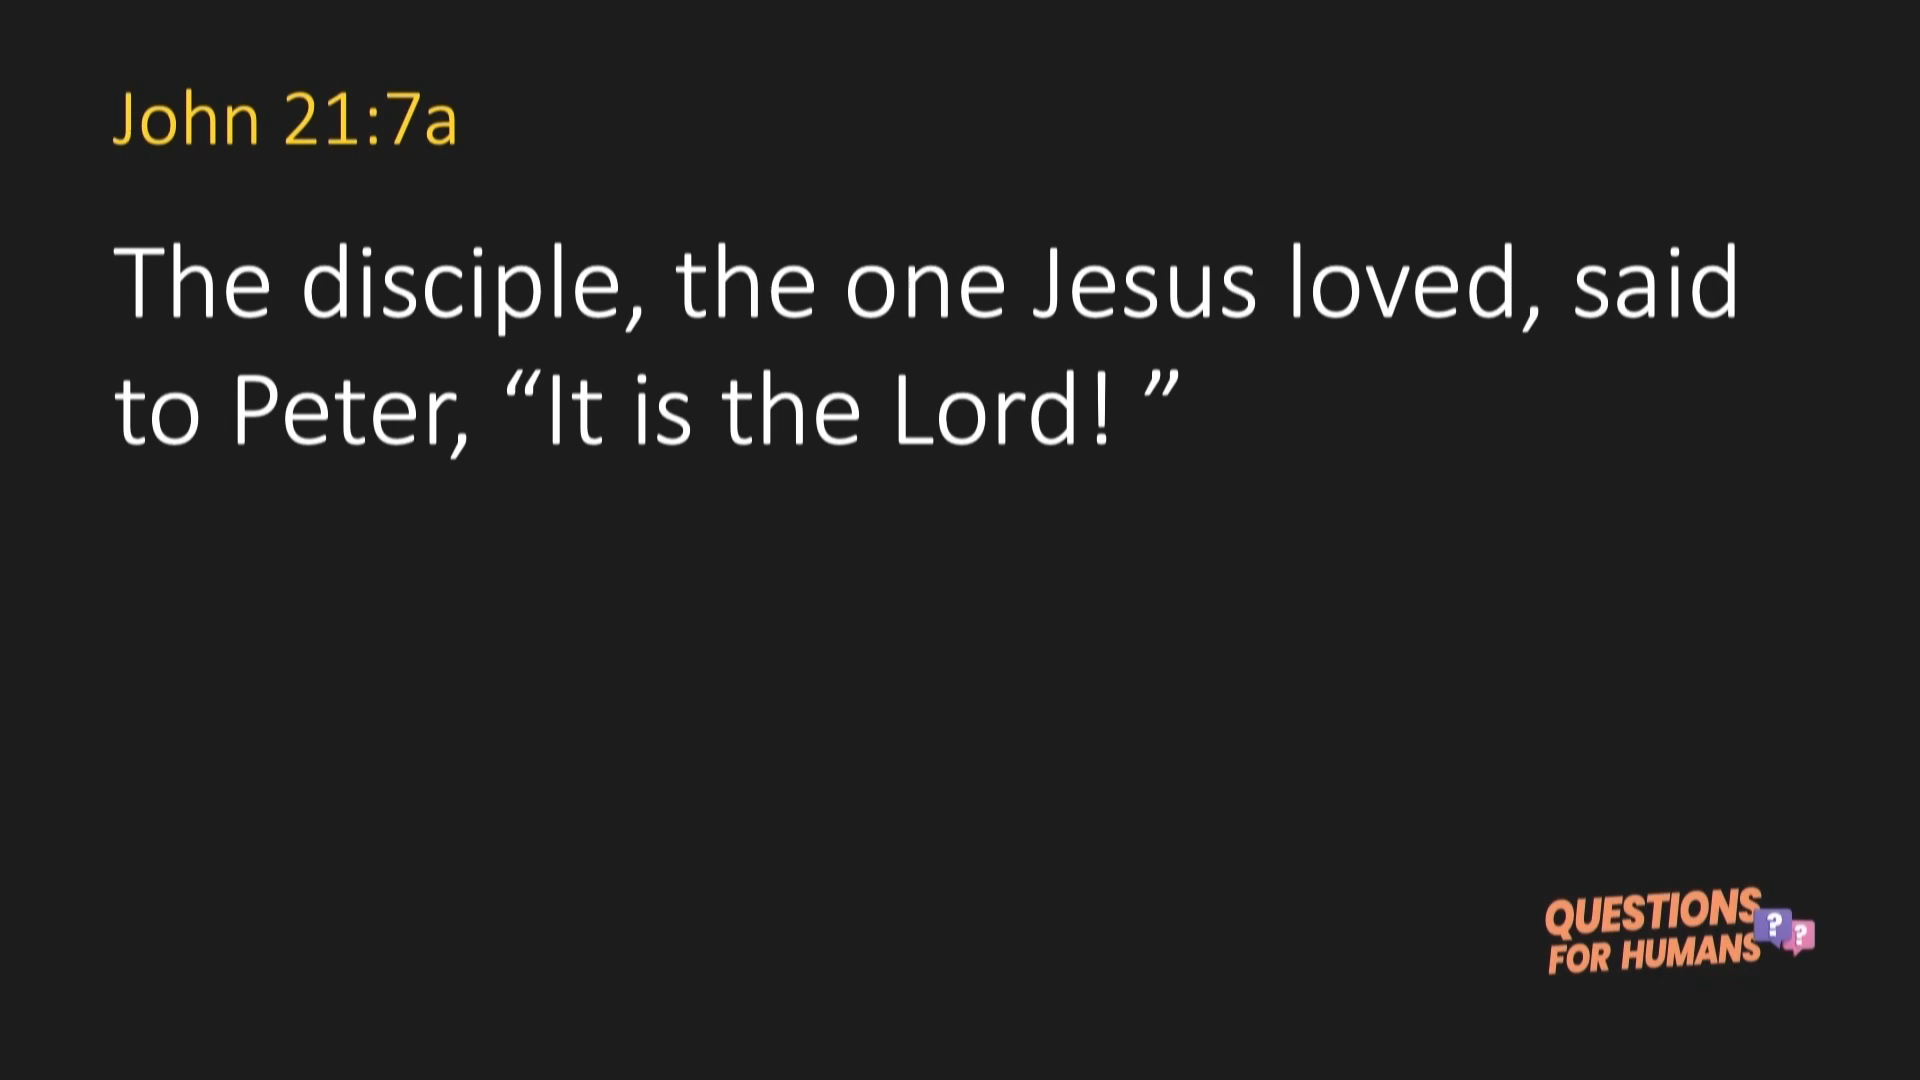 John 21:7a
The disciple, the one Jesus loved, said
to Peter, “It is the Lord! ”
QUESTIONS
FOR HUMANS
? ?